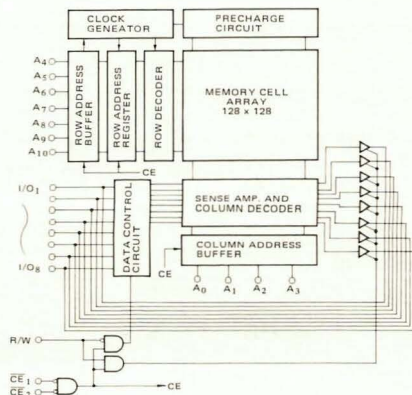 CLOCK
GENEATOR
PRECHARGE
CIRCUIT
A4
A5
A6
A7
A8
A9
A10
ROW ADDRESS
BUFFER
ROW ADDRESS
REGISTER
ROW DECODER
MEMORY CELL
ARRAY
128 x 128
CE
I/O1
I/O8
DATA CONTROL
CIRCUIT
SENSE AMP. AND
COLUMN DECODER
CE
COLUMN ADDRESS
BUFFER
A0
A1
A2
A3
R/W
CE1
CE2
CE